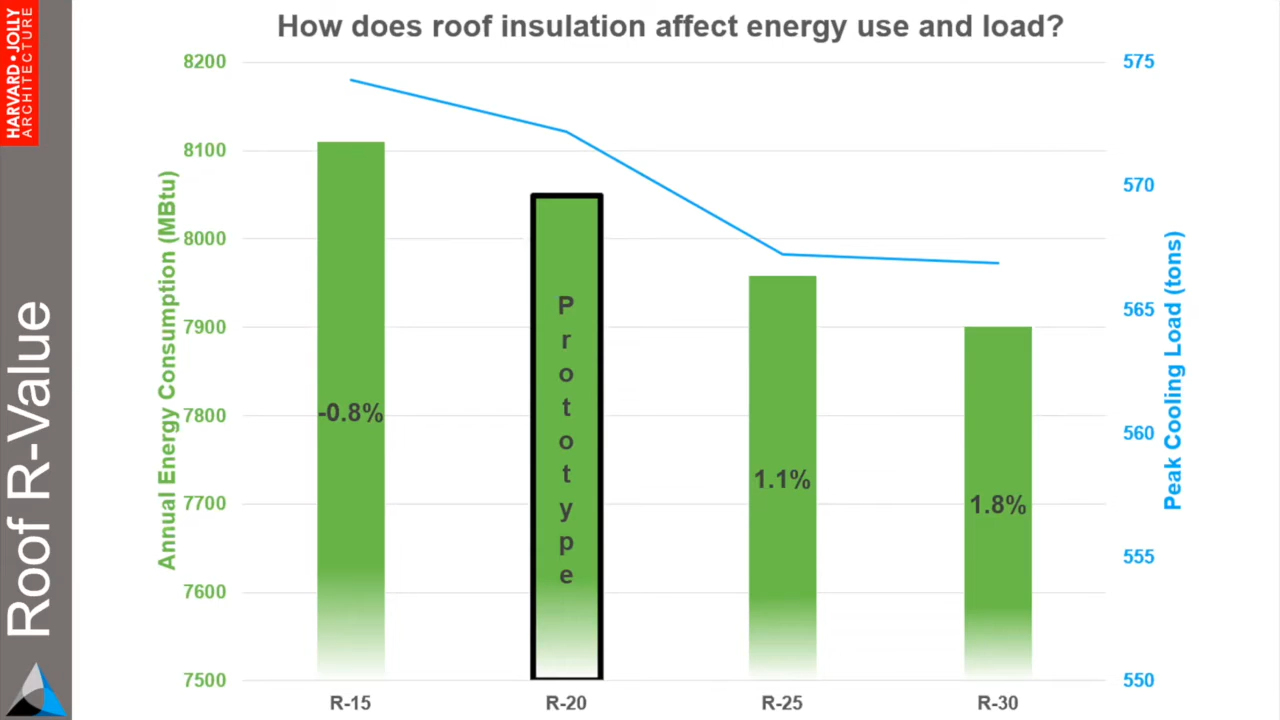 HARVARD • JOLLY
ARCHITECTURE
Roof R-Value
How does roof insulation affect energy use and load?
Annual Energy Consumption (MBtu)
8200
8100
8000
7900
7800
7700
7600
7500
-0.8%
Prototype
1.1%
1.8%
R-15
R-20
R-25
R-30
575
570
565
560
555
550
Peak Cooling Load (tons)